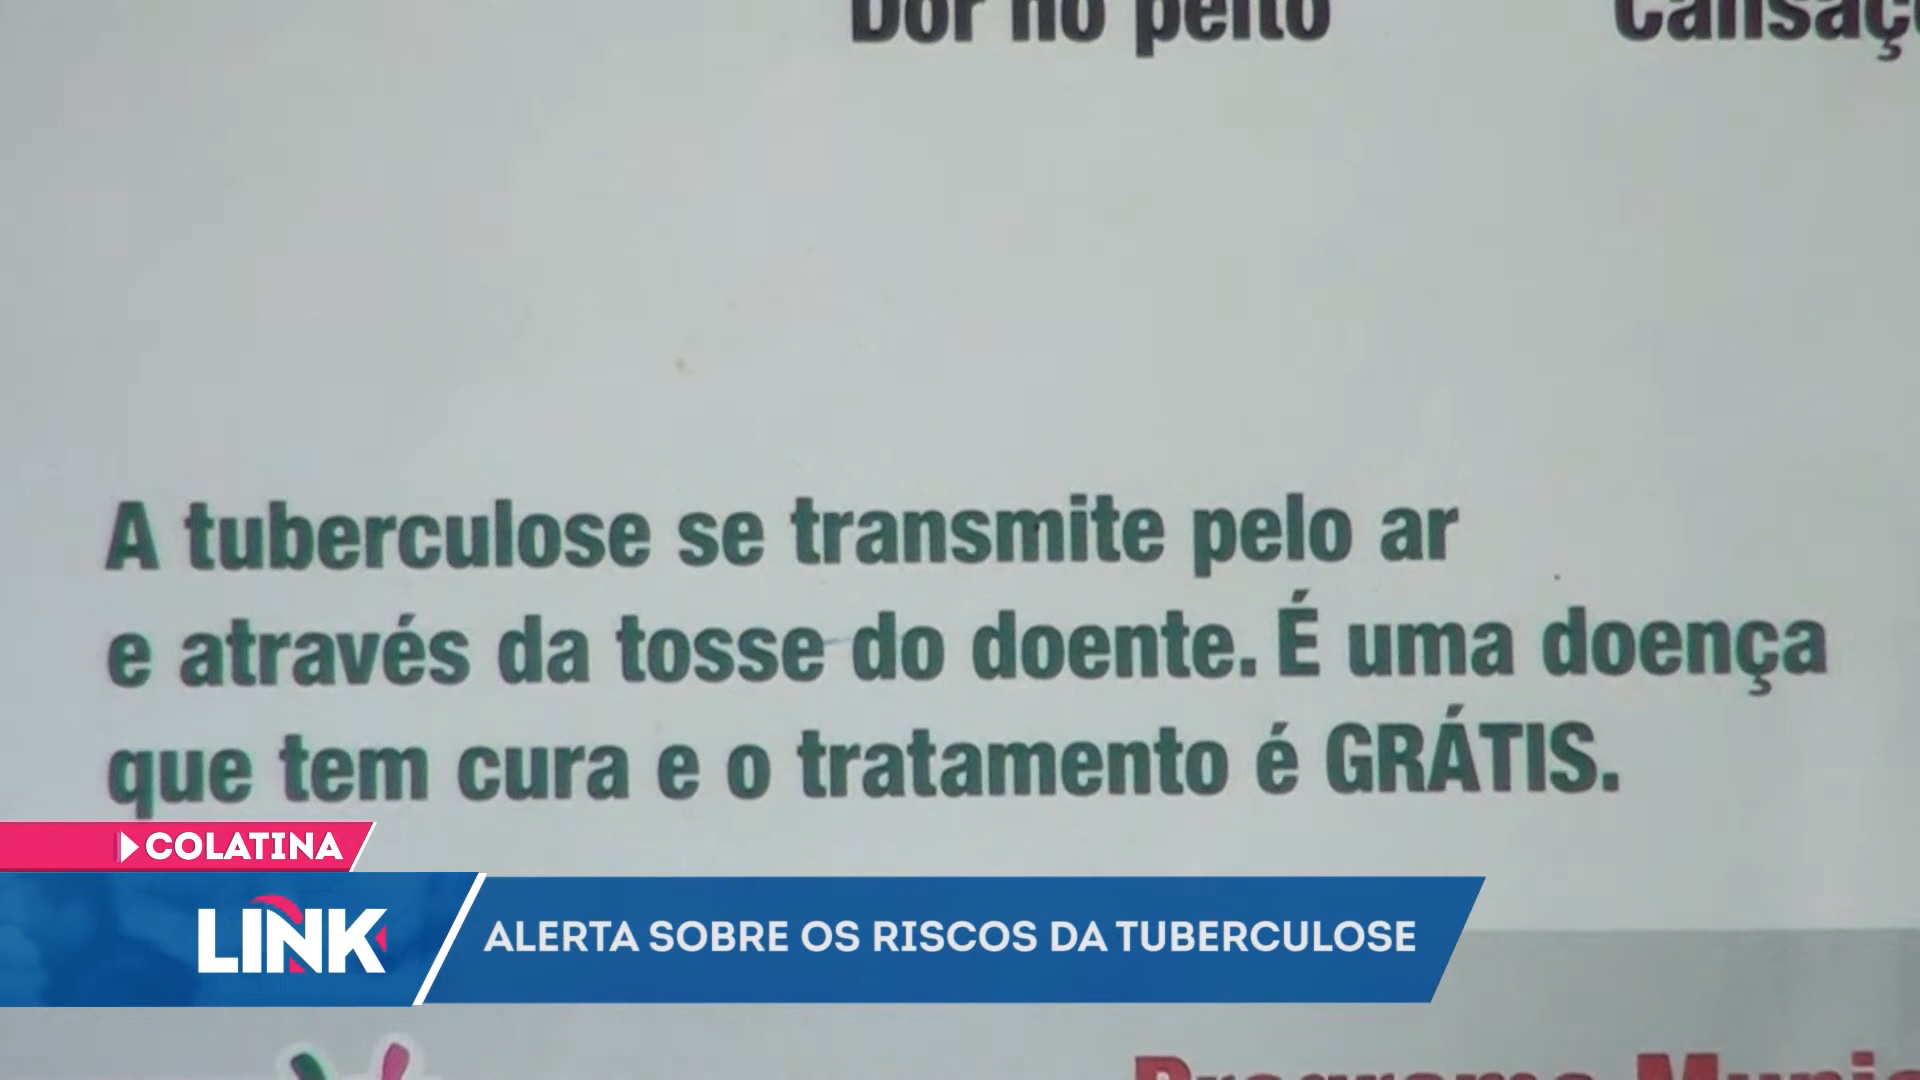 Dor no peito
A tuberculose se transmite pelo ar
e através da tosse do doente. É uma doença
que tem cura e o tratamento é GRÁTIS.
COLATINA
LINK
ALERTA SOBRE OS RISCOS DA TUBERCULOSE
Programa